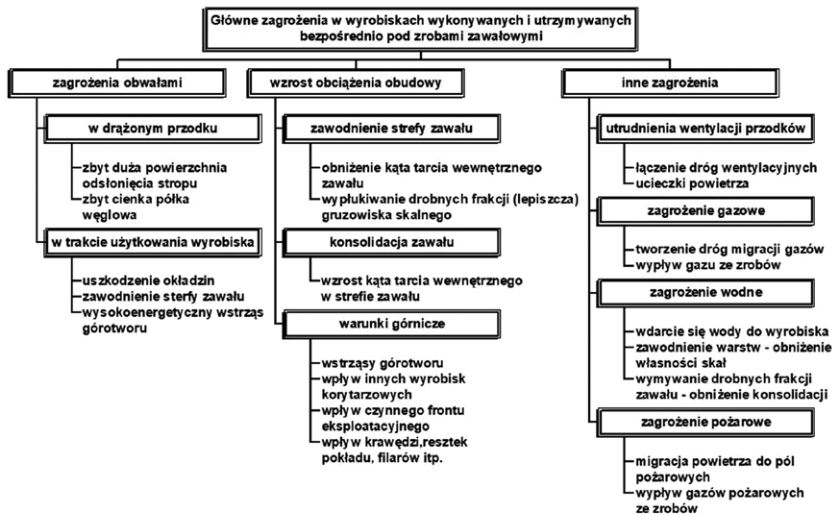 Główne zagrożenia w wyrobiskach wykonywanych i utrzymywanych
bezpośrednio pod zrobami zawałowymi
zagrożenia obwałami
w drążonym przodku
zbyt duża powierzchnia
odsłonięcia stropu
zbyt cienka półka
węglowa
w trakcie użytkowania wyrobiska
uszkodzenie okładzin
zawodnienie sterfy zawału
wysokoenergetyczny wstrząs
górotworu
wzrost obciążenia obudowy
zawodnienie strefy zawału
obniżenie kąta tarcia wewnętrznego
zawału
wypłukiwanie drobnych frakcji (lepiszcza)
gruzowiska skalnego
konsolidacja zawału
wzrost kąta tarcia wewnętrznego
w strefie zawału
warunki górnicze
wstrząsy górotworu
wpływ innych wyrobisk
korytarzowych
wpływ czynnego frontu
eksploatacyjnego
wpływ krawędzi,resztek
pokładu, filarów itp.
inne zagrożenia
utrudnienia wentylacji przodków
łączenie dróg wentylacyjnych
ucieczki powietrza
zagrożenie gazowe
tworzenie dróg migracji gazów
wypływ gazu ze zrobów
zagrożenie wodne
wdarcie się wody do wyrobiska
zawodnienie warstw - obniżenie
własności skał
wymywanie drobnych frakcji
zawału - obniżenie konsolidacji
zagrożenie pożarowe
migracja powietrza do pól
pożarowych
wypływ gazów pożarowych
ze zrobów